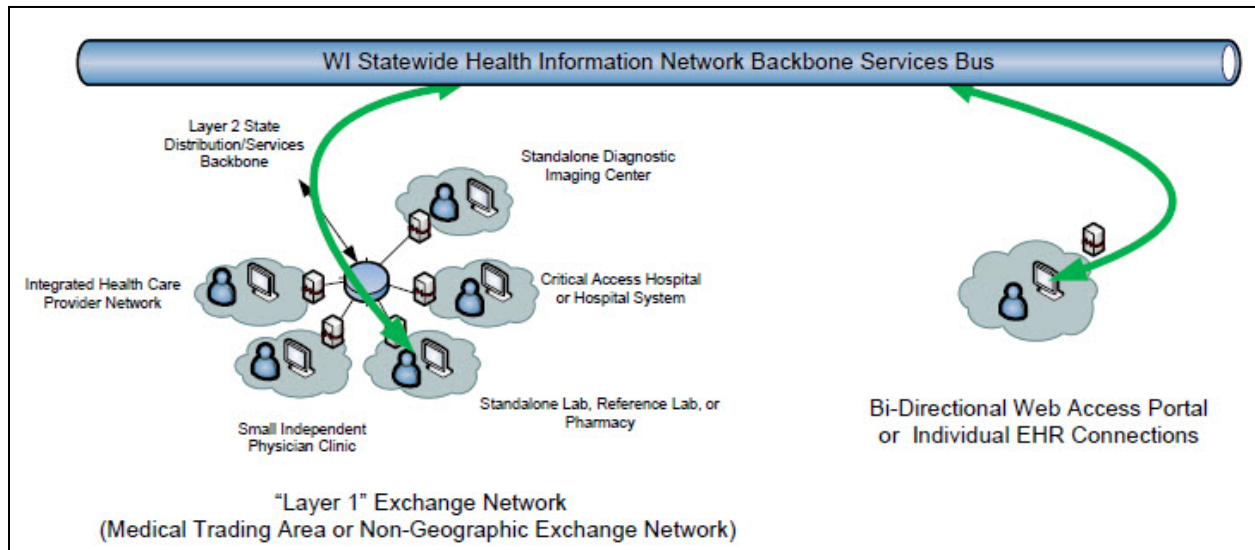 WI Statewide Health Information Network Backbone Services Bus
Layer 2 State
Distribution/Services
Backbone
Standalone Diagnostic
Imaging Center
Integrated Health Care
Provider Network
Critical Access Hospital
or Hospital System
Standalone Lab, Reference Lab, or
Pharmacy
Small Independent
Physician Clinic
Bi-Directional Web Access Portal
or Individual EHR Connections
“Layer 1” Exchange Network
(Medical Trading Area or Non-Geographic Exchange Network)